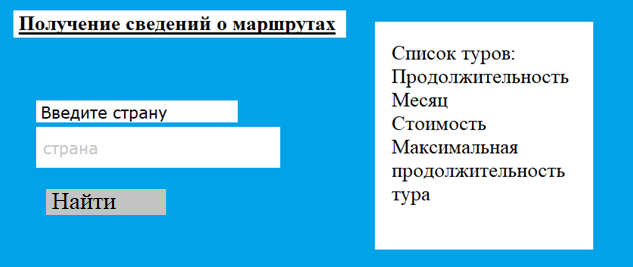 Получение сведений о маршрутах
Введите страну
страна
Найти
Список туров:
Продолжительность
Месяц
Стоимость
Максимальная
продолжительность
тура